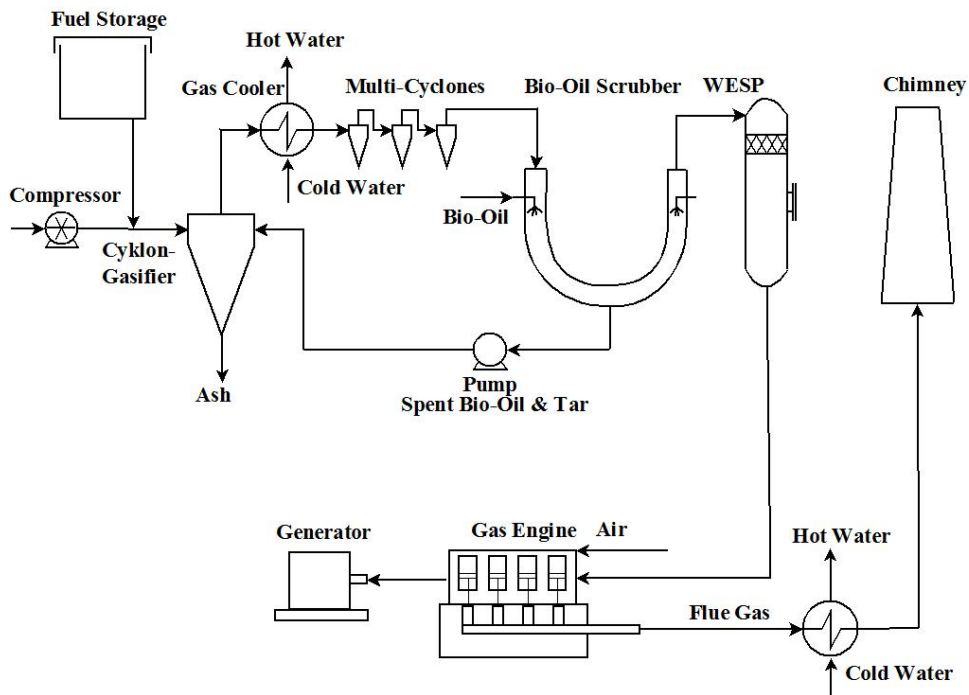 Fuel Storage
Hot Water
Gas Cooler
Multi-Cyclones
Bio-Oil Scrubber
WESP
Chimney
Cold Water
Compressor
Bio-Oil
Cyklon-
Gasifier
Pump
Ash
Spent Bio-Oil & Tar
Generator
Gas Engine
Air
Hot Water
Flue Gas
Cold Water